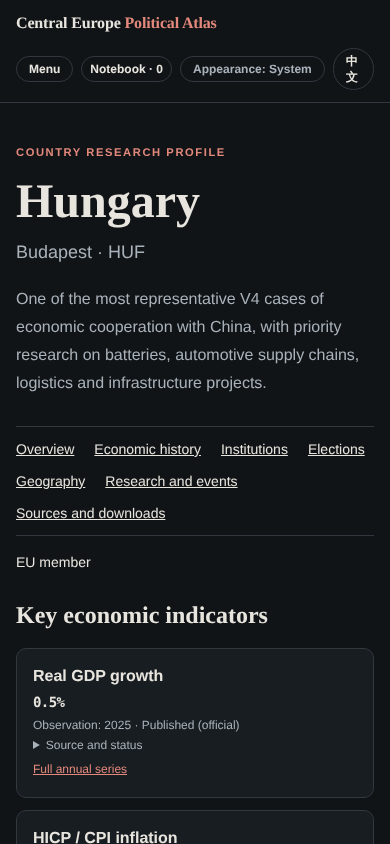 Central Europe Political Atlas
Menu
Notebook · 0
Appearance: System
中
文
COUNTRY RESEARCH PROFILE
Hungary
Budapest · HUF
One of the most representative V4 cases of
economic cooperation with China, with priority
research on batteries, automotive supply chains,
logistics and infrastructure projects.
Overview Economic history Institutions Elections
Geography Research and events
Sources and downloads
EU member
Key economic indicators
Real GDP growth
0.5%
Observation: 2025 · Published (official)
Source and status
Full annual series
HICP / CPI inflation